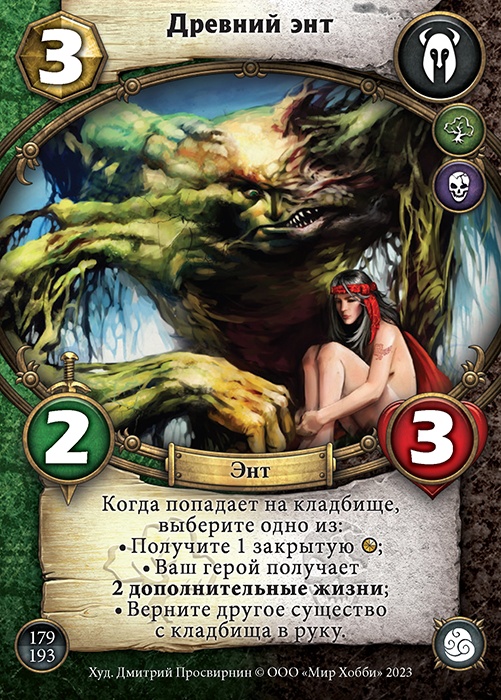 Древний энт
3
2
3
Энт
Когда попадает на кладбище,
выберите одно из:
• Получите 1 закрытую ;
• Ваш герой получает
2 дополнительные жизни;
• Верните другое существо
с кладбища в руку.
179
193
Худ. Дмитрий Просвирнин © ООО «Мир Хобби» 2023